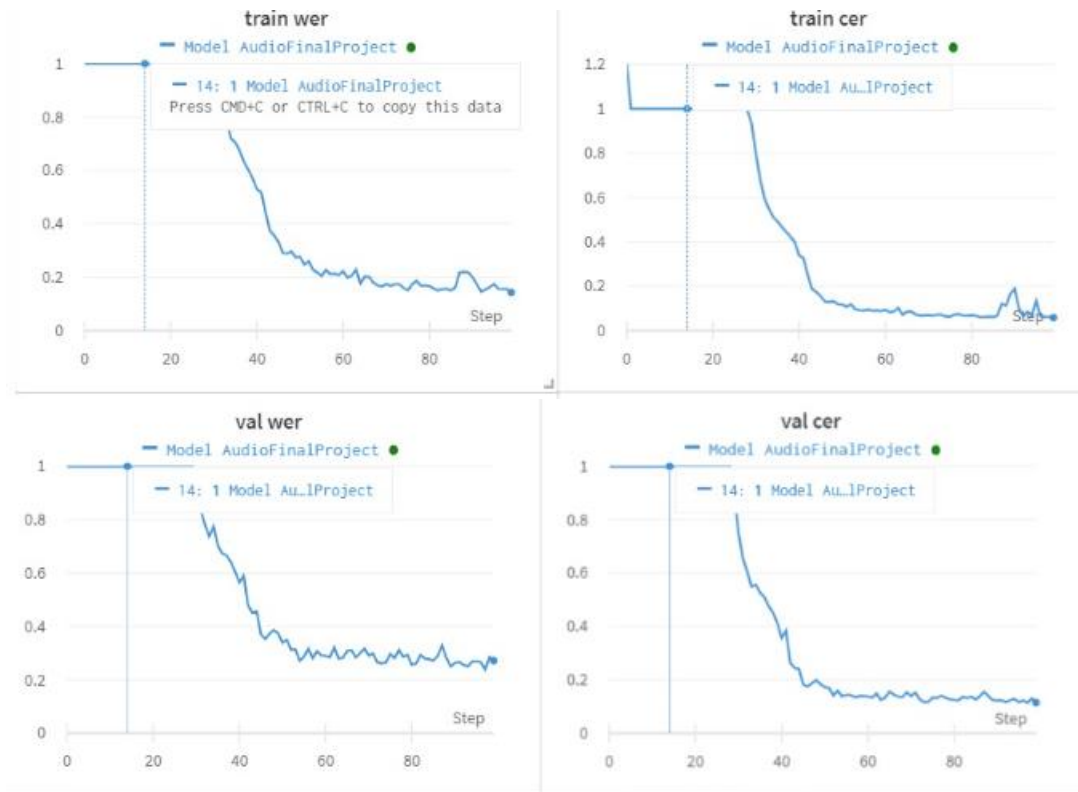 train wer
Model AudioFinalProject
14: 1 Model AudioFinalProject
Press CMD+C or CTRL+C to copy this data
1
0.8
0.6
0.4
0.2
0
Step
0 20 40 60 80
train cer
Model AudioFinalProject
14: 1 Model Au…lProject
1.2
1
0.8
0.6
0.4
0.2
0
Step
0 20 40 60 80
val wer
Model AudioFinalProject
14: 1 Model Au…lProject
1
0.8
0.6
0.4
0.2
0
Step
0 20 40 60 80
val cer
Model AudioFinalProject
14: 1 Model Au…lProject
1
0.8
0.6
0.4
0.2
0
Step
0 20 40 60 80